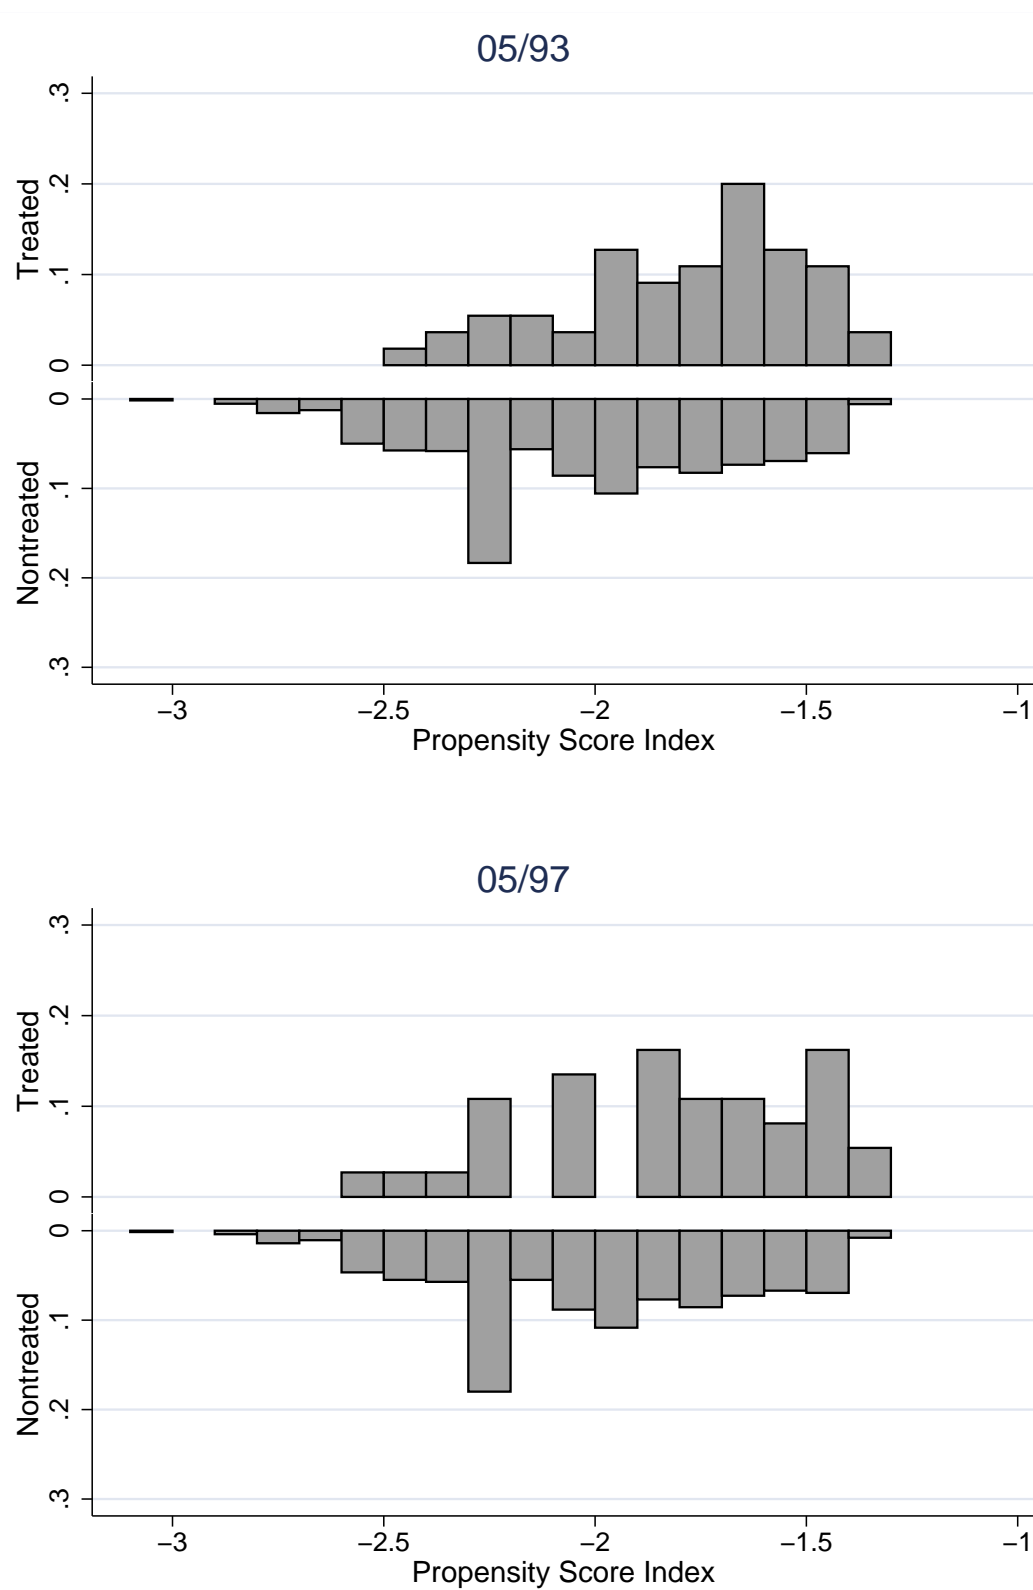 05/93
Treated
.3
.2
.1
0
Nontreated
0
.1
.2
.3
−3 −2.5 −2 −1.5 −1
Propensity Score Index
05/97
Treated
.3
.2
.1
0
Nontreated
0
.1
.2
.3
−3 −2.5 −2 −1.5 −1
Propensity Score Index